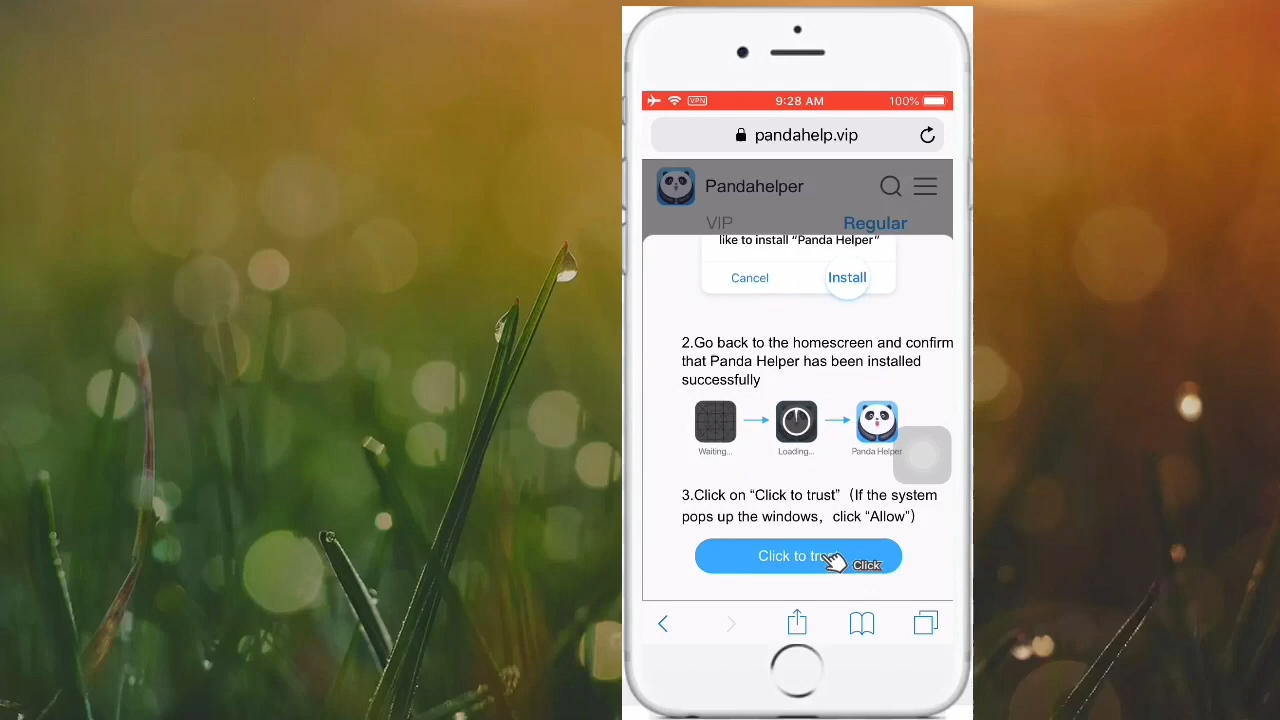 VPN 9:28 AM 100%
pandahelp.vip
Pandahelper
VIP Regular
like to install “Panda Helper”
Cancel Install
2.Go back to the homescreen and confirm
that Panda Helper has been installed
successfully
Waiting... Loading... Panda Helper
3.Click on “Click to trust”（If the system
pops up the windows，click “Allow”）
Click to tru
Click